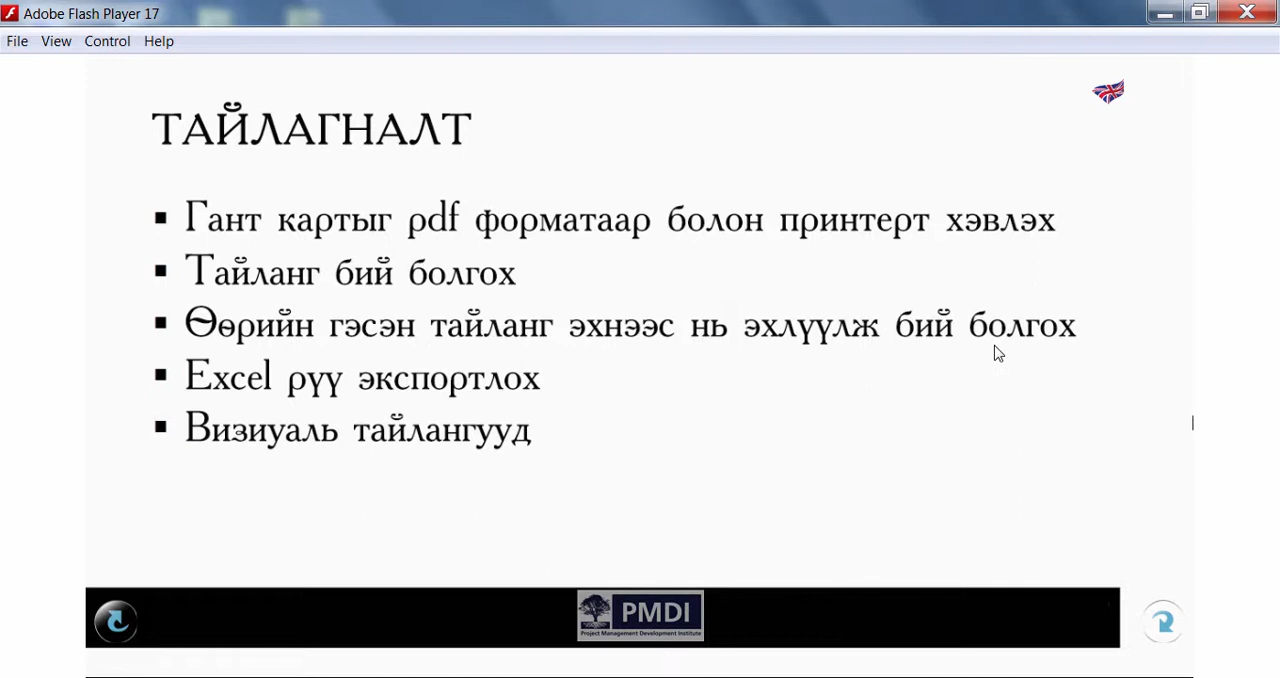 Adobe Flash Player 17
File View Control Help
ТАЙЛАГНАЛТ
Гант картыг pdf форматаар болон принтерт хэвлэх
Тайланг бий болгох
Өөрийн гэсэн тайланг эхнээс нь эхлүүлж бий болгох
Excel рүү экспортлох
Визиуаль тайлангууд
PMDI
Project Management Development Institute